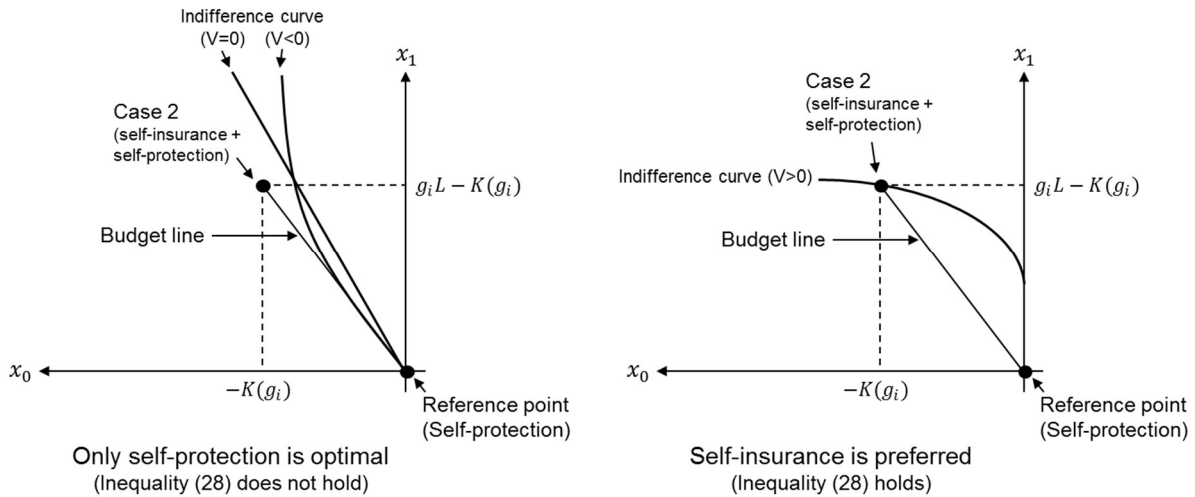 Indifference curve
(V=0) (V<0)
x₁
Case 2
(self-insurance +
self-protection)
gᵢL − K(gᵢ)
Budget line
x₀
−K(gᵢ)
Reference point
(Self-protection)
Only self-protection is optimal
(Inequality (28) does not hold)
x₁
Case 2
(self-insurance +
self-protection)
Indifference curve (V>0)
gᵢL − K(gᵢ)
Budget line
x₀
−K(gᵢ)
Reference point
(Self-protection)
Self-insurance is preferred
(Inequality (28) holds)